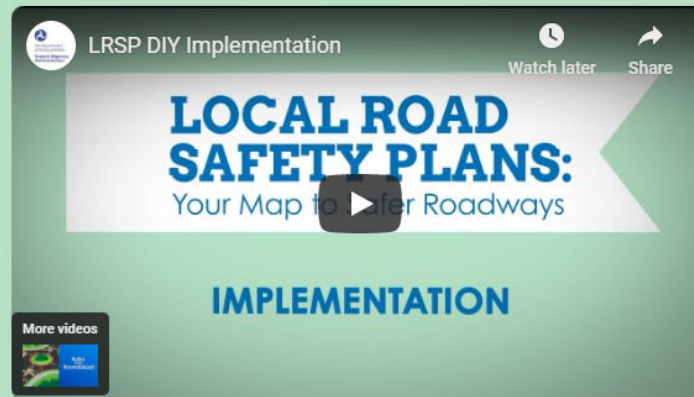 LRSP DIY Implementation
Watch later
Share
LOCAL ROAD
SAFETY PLANS:
Your Map to Safer Roadways
IMPLEMENTATION
More videos